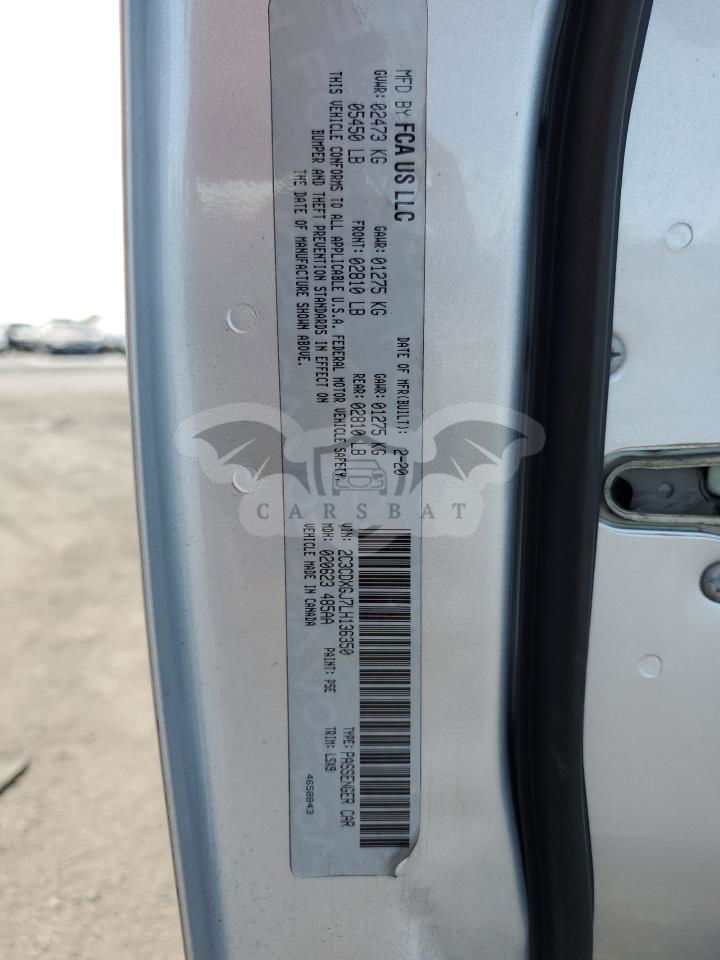 MFD BY FCA US LLC
DATE OF MFR(BUILT): 2-20
GVWR: 02473 KG
GAWR: 01275 KG
GAWR: 01275 KG
05450 LB
FRONT: 02810 LB
REAR: 02810 LB
THIS VEHICLE CONFORMS TO ALL APPLICABLE U.S.A. FEDERAL MOTOR VEHICLE SAFETY,
BUMPER AND THEFT PREVENTION STANDARDS IN EFFECT ON
THE DATE OF MANUFACTURE SHOWN ABOVE.
VIN: 2C3CDXGJ7LH136350
TYPE: PASSENGER CAR
MDH: 020623 485AA
PAINT: PSE
TRIM: LSX9
VEHICLE MADE IN CANADA
4658843
CARSBAT